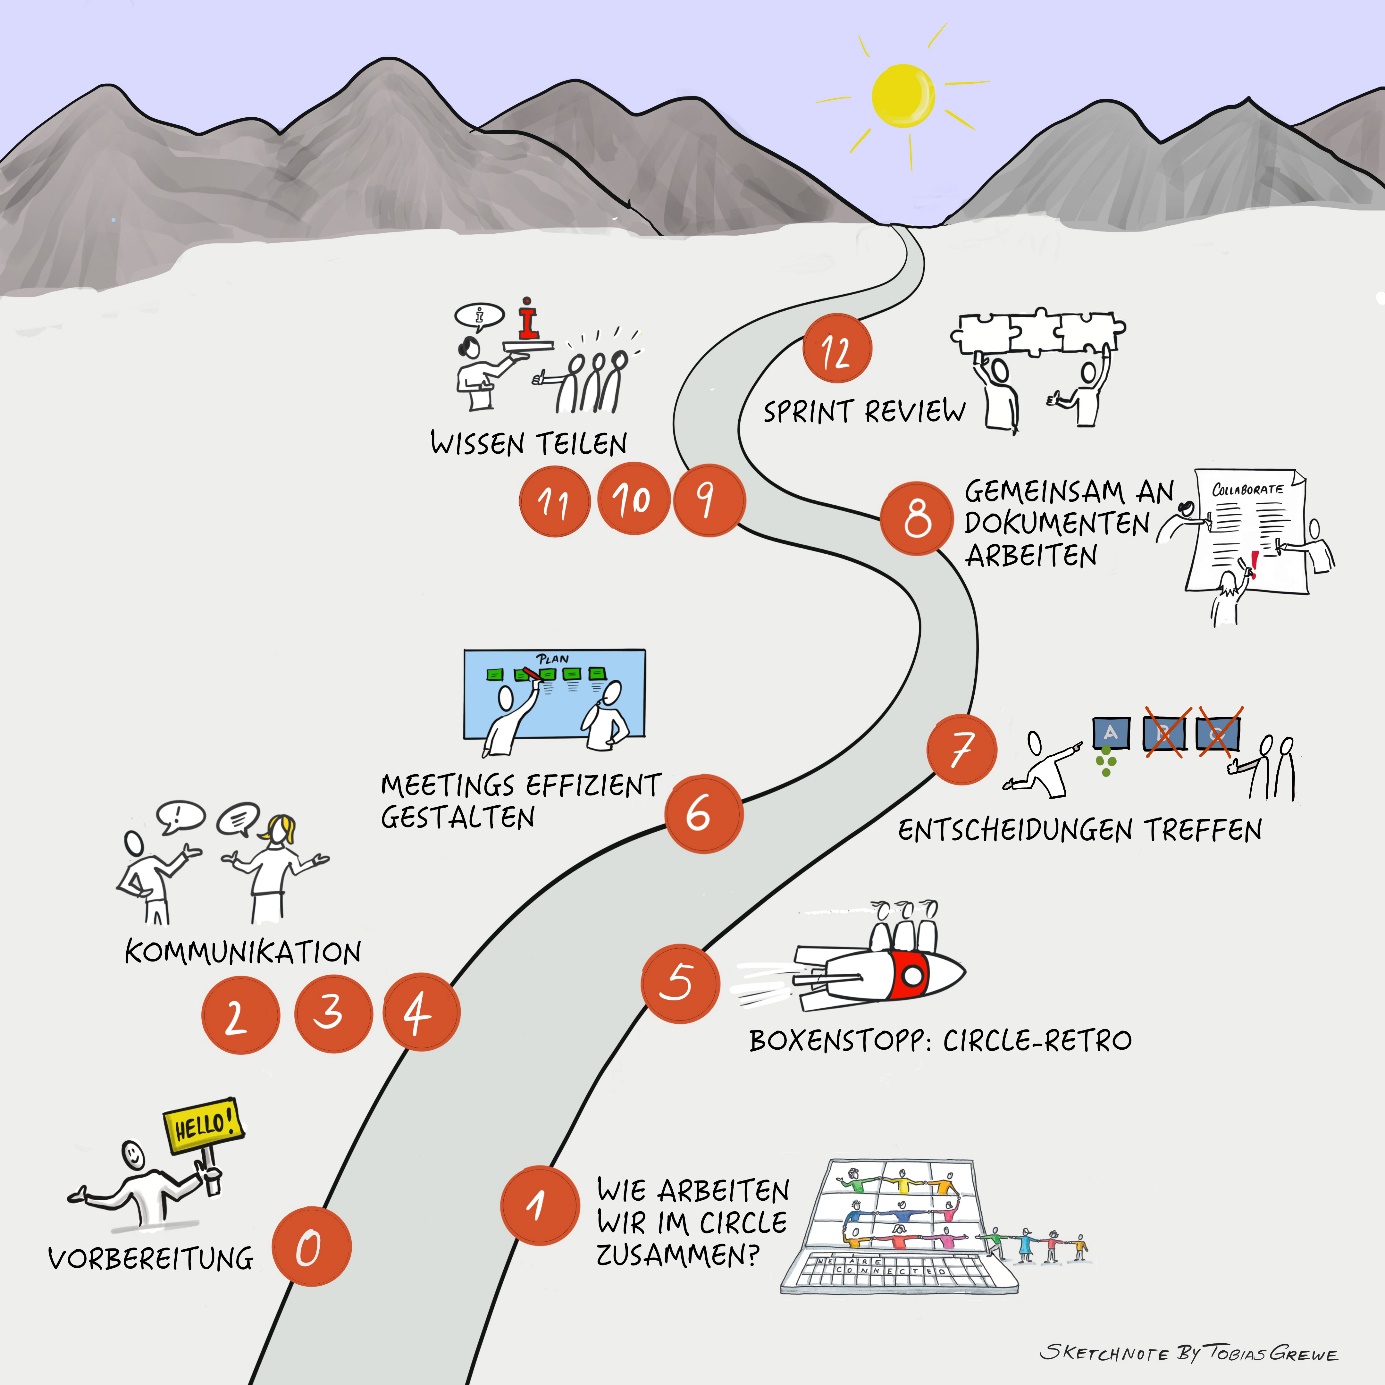 i
i
WISSEN TEILEN
11 10 9
12
SPRINT REVIEW
8
GEMEINSAM AN
DOKUMENTEN
ARBEITEN
COLLABORATE
!
PLAN
MEETINGS EFFIZIENT
GESTALTEN
6
7
A
ENTSCHEIDUNGEN TREFFEN
!
KOMMUNIKATION
2 3 4
5
BOXENSTOPP: CIRCLE-RETRO
HELLO!
VORBEREITUNG
0
1
WIE ARBEITEN
WIR IM CIRCLE
ZUSAMMEN?
WE ARE
CONNECTED
SKETCHNOTE BY TOBIAS GREWE